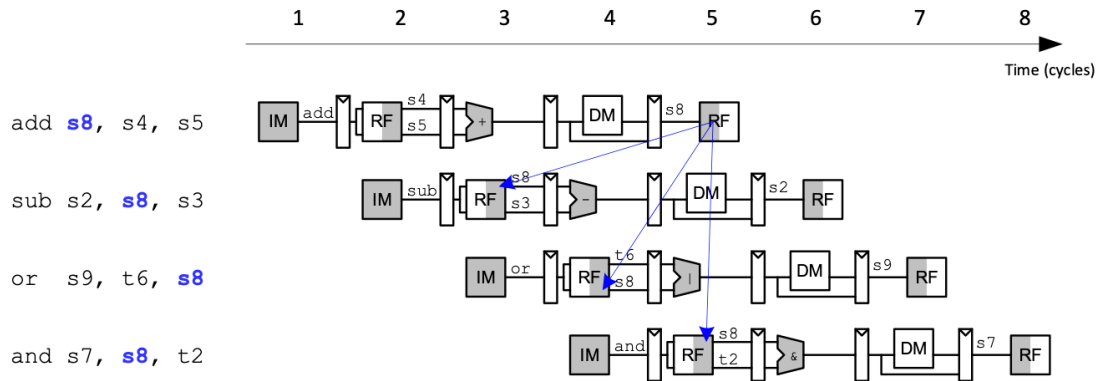 1 2 3 4 5 6 7 8
Time (cycles)
add s8, s4, s5
IM add RF s4 s5 + DM s8 RF
sub s2, s8, s3
IM sub RF s8 s3 - DM s2 RF
or s9, t6, s8
IM or RF t6 s8 | DM s9 RF
and s7, s8, t2
IM and RF s8 t2 & DM s7 RF